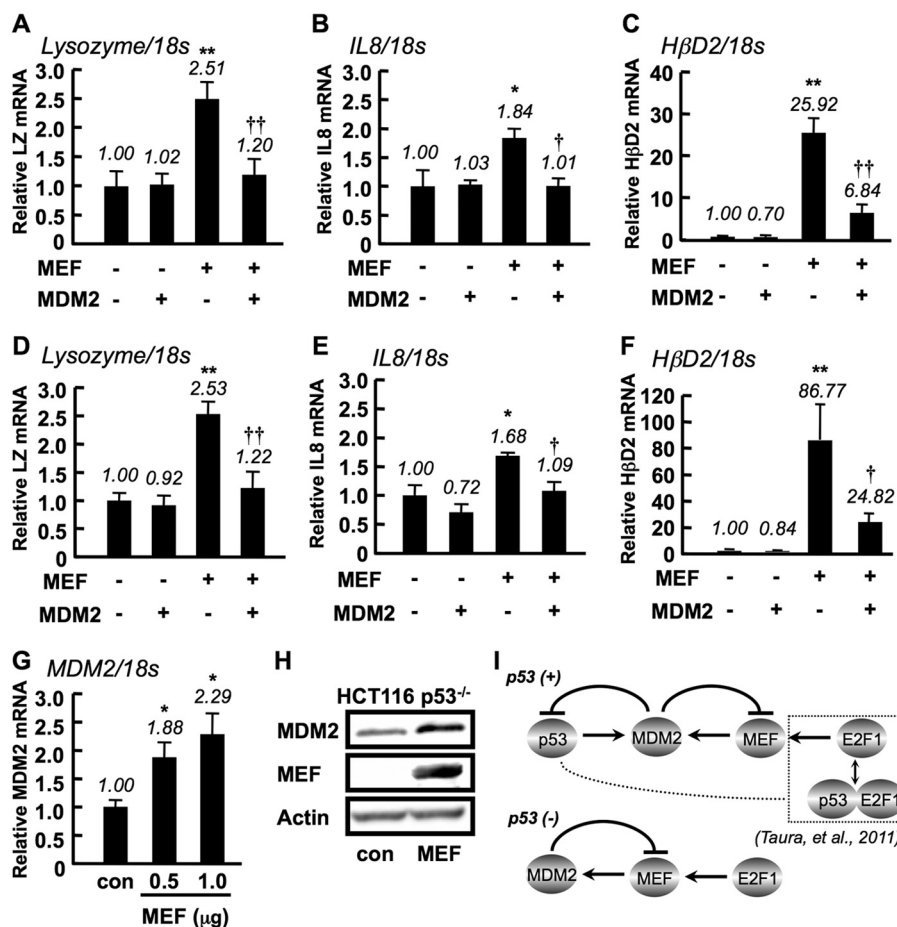 A Lysozyme/18s
Relative LZ mRNA
3.0
2.5
2.0
1.5
1.0
0.5
0
1.00 1.02 ** 2.51 †† 1.20
MEF - - + +
MDM2 - + - +
B IL8/18s
Relative IL8 mRNA
3.0
2.5
2.0
1.5
1.0
0.5
0
1.00 1.03 * 1.84 † 1.01
MEF - - + +
MDM2 - + - +
C HβD2/18s
Relative HβD2 mRNA
40
30
20
10
0
1.00 0.70 ** 25.92 †† 6.84
MEF - - + +
MDM2 - + - +
D Lysozyme/18s
Relative LZ mRNA
3.0
2.5
2.0
1.5
1.0
0.5
0
1.00 0.92 ** 2.53 †† 1.22
MEF - - + +
MDM2 - + - +
E IL8/18s
Relative IL8 mRNA
3.0
2.5
2.0
1.5
1.0
0.5
0
1.00 0.72 * 1.68 † 1.09
MEF - - + +
MDM2 - + - +
F HβD2/18s
Relative HβD2 mRNA
120
100
80
60
40
20
0
1.00 0.84 ** 86.77 † 24.82
MEF - - + +
MDM2 - + - +
G MDM2/18s
Relative MDM2 mRNA
3.0
2.5
2.0
1.5
1.0
0.5
0
1.00 * 1.88 * 2.29
con 0.5 1.0
MEF (μg)
H
HCT116 p53-/-
MDM2
MEF
Actin
con MEF
I
p53 (+)
p53 MDM2 MEF E2F1
p53 E2F1
(Taura, et al., 2011)
p53 (-)
MDM2 MEF E2F1